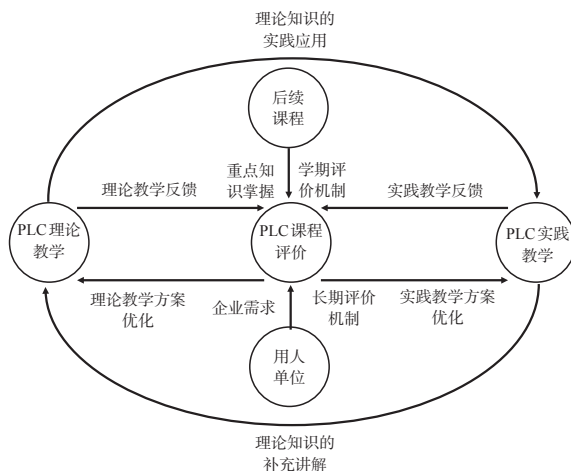 理论知识的
实践应用
后续
课程
重点知
识掌握
学期评
价机制
理论教学反馈
实践教学反馈
PLC理论
教学
PLC课程
评价
PLC实践
教学
理论教学方案
优化
企业需求
长期评价
机制
实践教学方案
优化
用人
单位
理论知识的
补充讲解